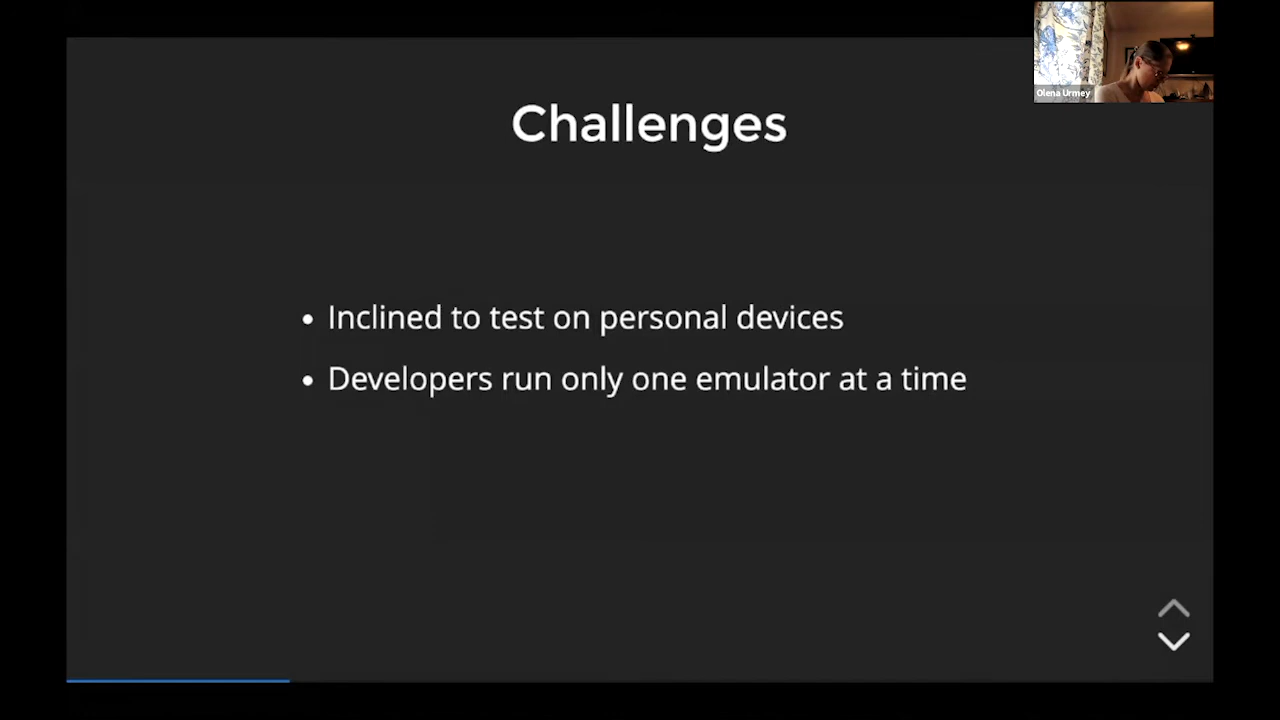 Olena Urmey
Challenges
Inclined to test on personal devices
Developers run only one emulator at a time